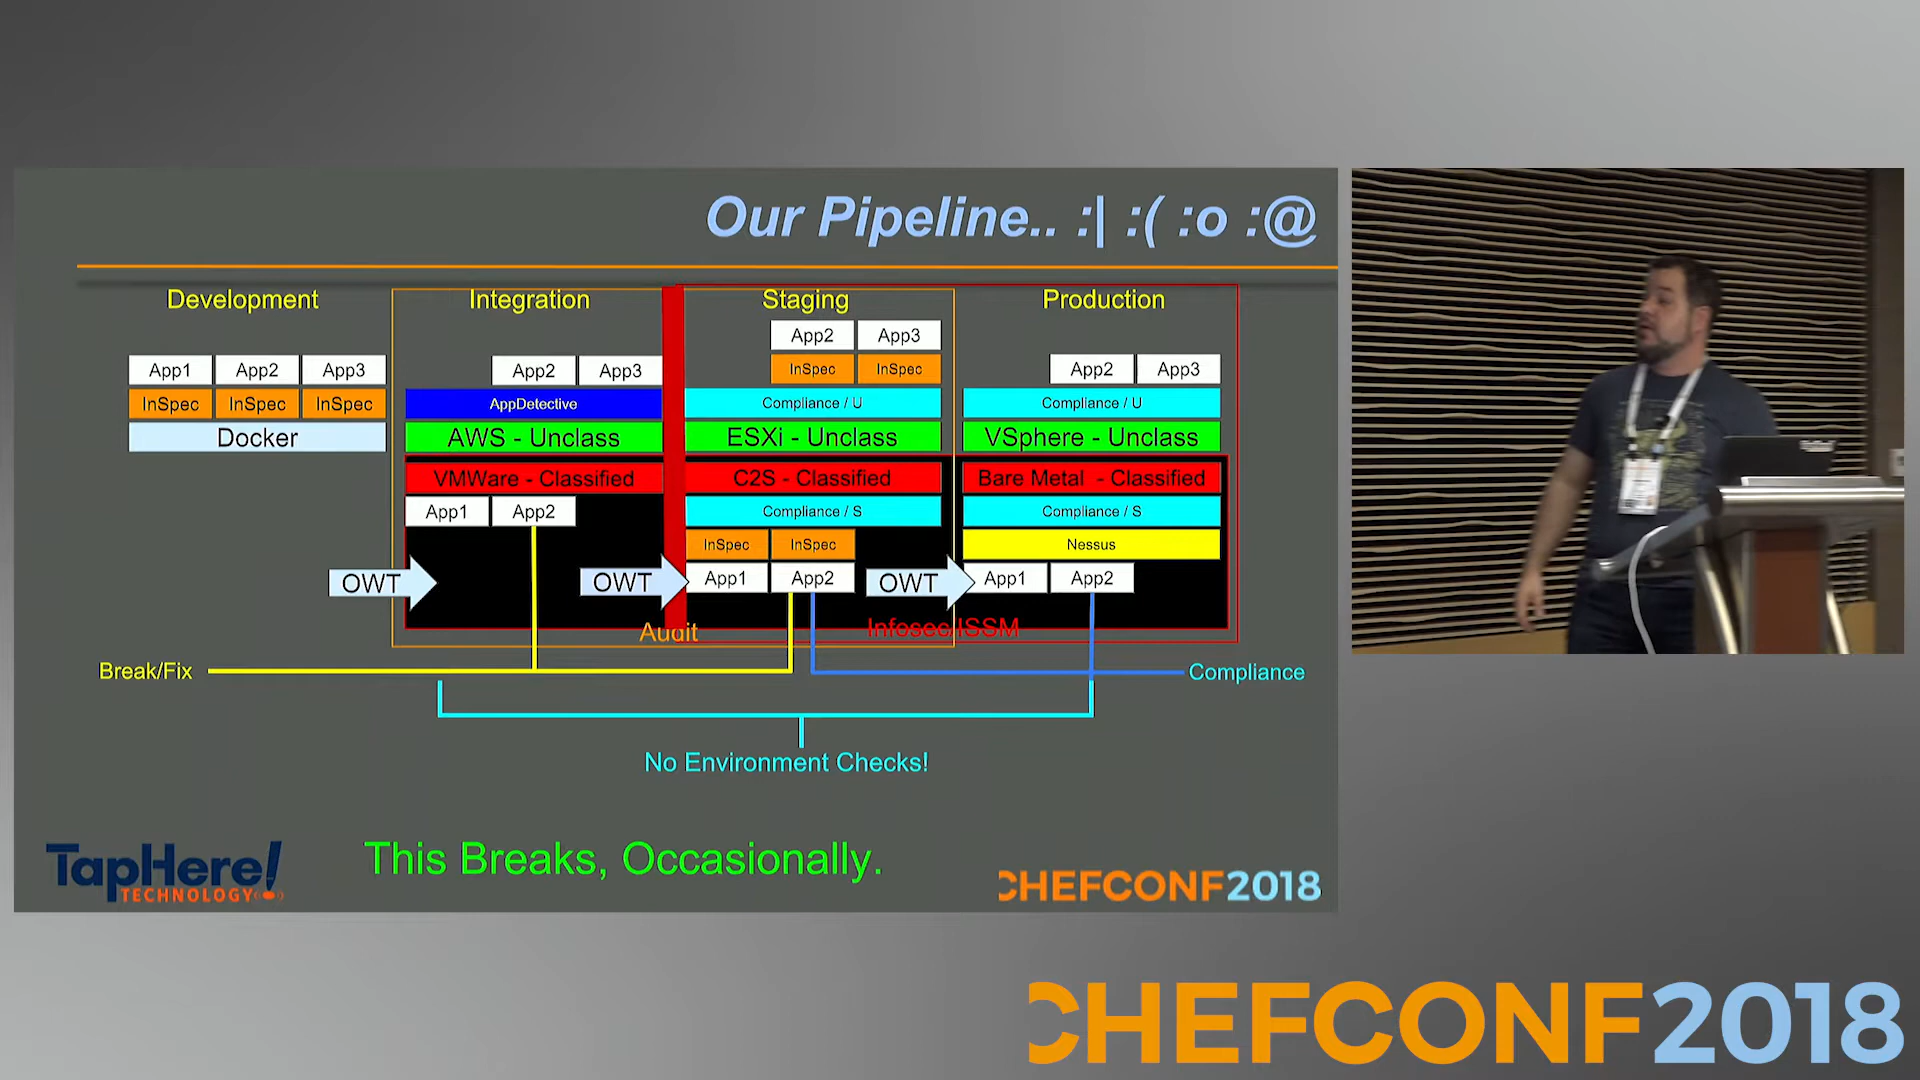 Our Pipeline.. :| :( :o :@
Development
Integration
Staging
Production
App2 App3
App1 App2 App3
App2 App3
InSpec InSpec
App2 App3
InSpec InSpec InSpec
AppDetective
Compliance / U
Compliance / U
Docker
AWS - Unclass
ESXi - Unclass
VSphere - Unclass
VMWare - Classified
C2S - Classified
Bare Metal - Classified
App1 App2
Compliance / S
Compliance / S
InSpec InSpec
Nessus
OWT
OWT
App1 App2
OWT
App1 App2
Audit
Infosec/ISSM
Break/Fix
Compliance
No Environment Checks!
This Breaks, Occasionally.
TapHere!
TECHNOLOGY
CHEFCONF2018
CHEFCONF2018